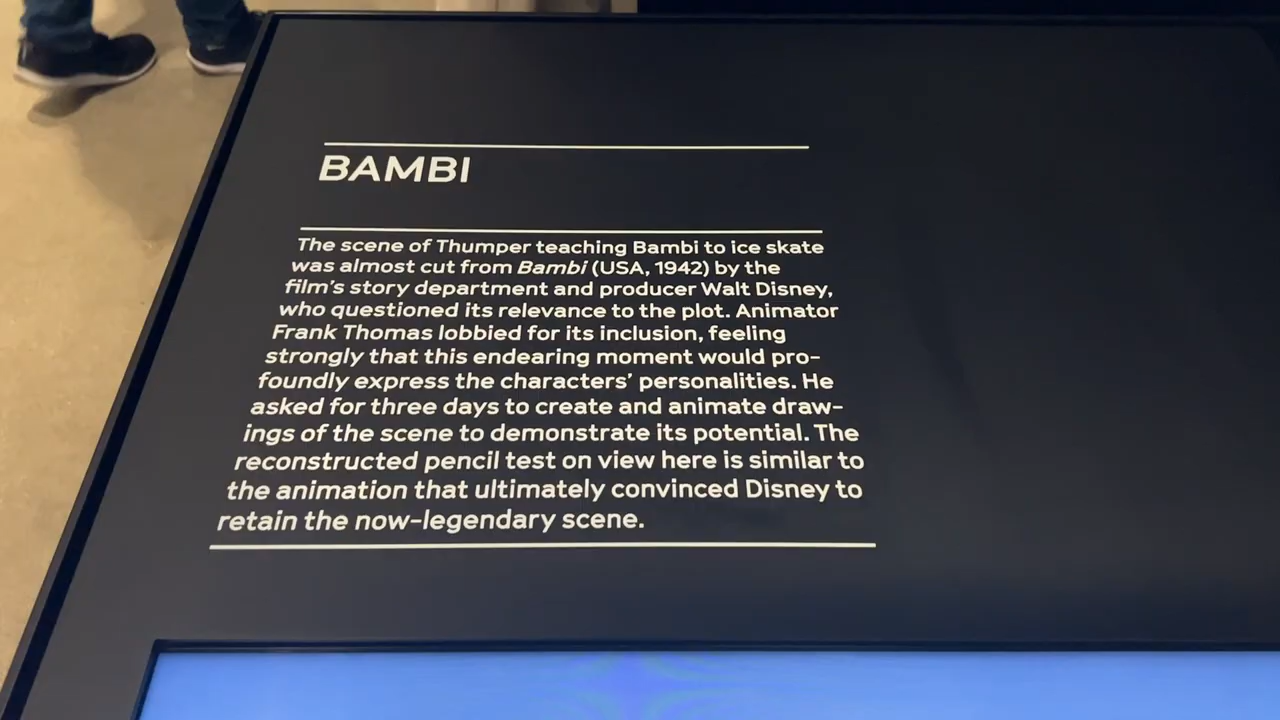 BAMBI
The scene of Thumper teaching Bambi to ice skate
was almost cut from Bambi (USA, 1942) by the
film's story department and producer Walt Disney,
who questioned its relevance to the plot. Animator
Frank Thomas lobbied for its inclusion, feeling
strongly that this endearing moment would pro-
foundly express the characters' personalities. He
asked for three days to create and animate draw-
ings of the scene to demonstrate its potential. The
reconstructed pencil test on view here is similar to
the animation that ultimately convinced Disney to
retain the now-legendary scene.